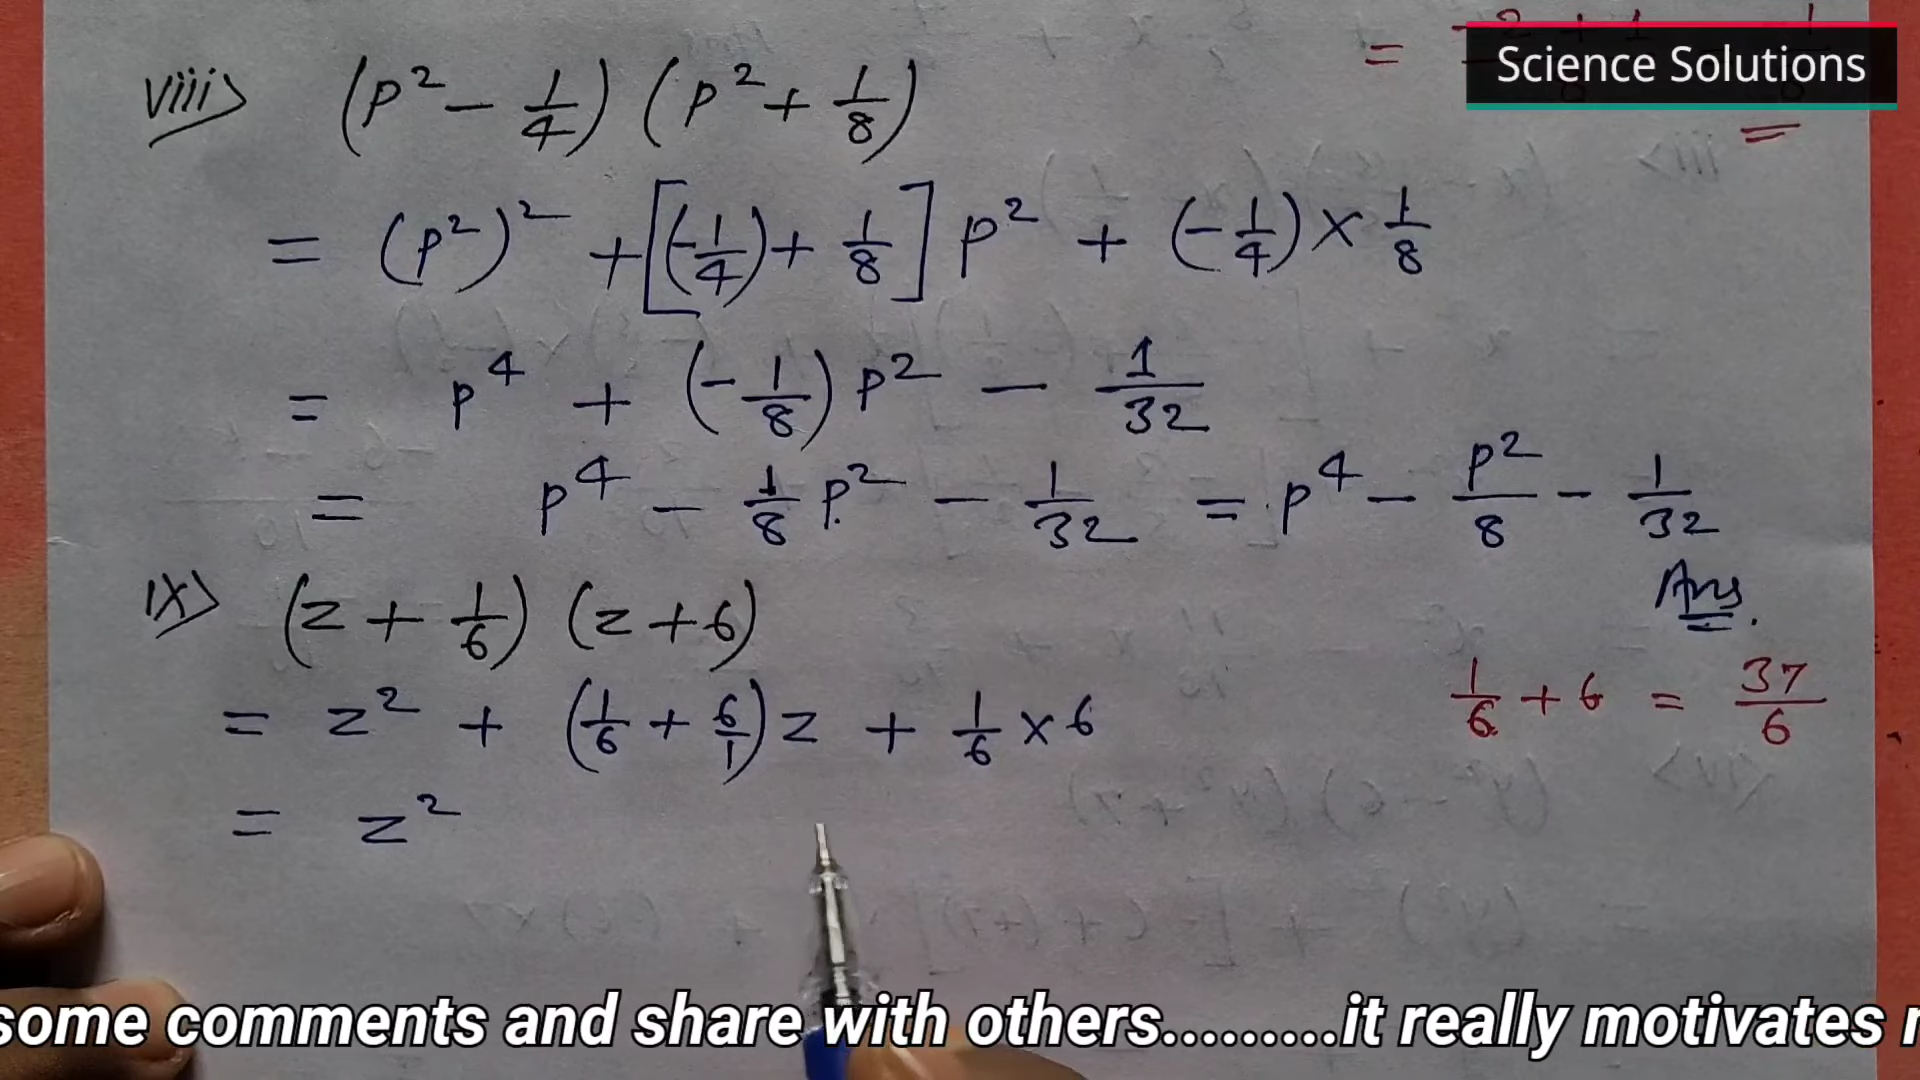 Science Solutions
viii> (p² - 1/4) (p² + 1/8)
= (p²)² + [(-1/4) + 1/8] p² + (-1/4) × 1/8
= p⁴ + (-1/8) p² - 1/32
= p⁴ - 1/8 p² - 1/32 = p⁴ - p²/8 - 1/32
Ans.
ix> (z + 1/6) (z + 6)
= z² + (1/6 + 6/1) z + 1/6 × 6
1/6 + 6 = 37/6
= z²
some comments and share with others.........it really motivates